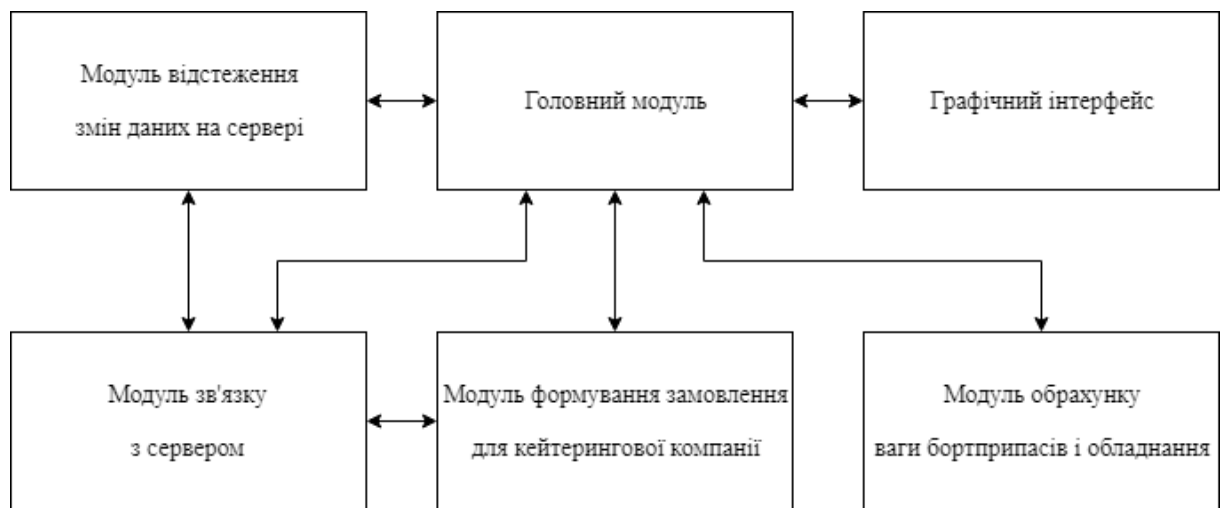 Модуль відстеження
змін даних на сервері
Головний модуль
Графічний інтерфейс
Модуль зв'язку
з сервером
Модуль формування замовлення
для кейтерингової компанії
Модуль обрахунку
ваги бортприпасів і обладнання